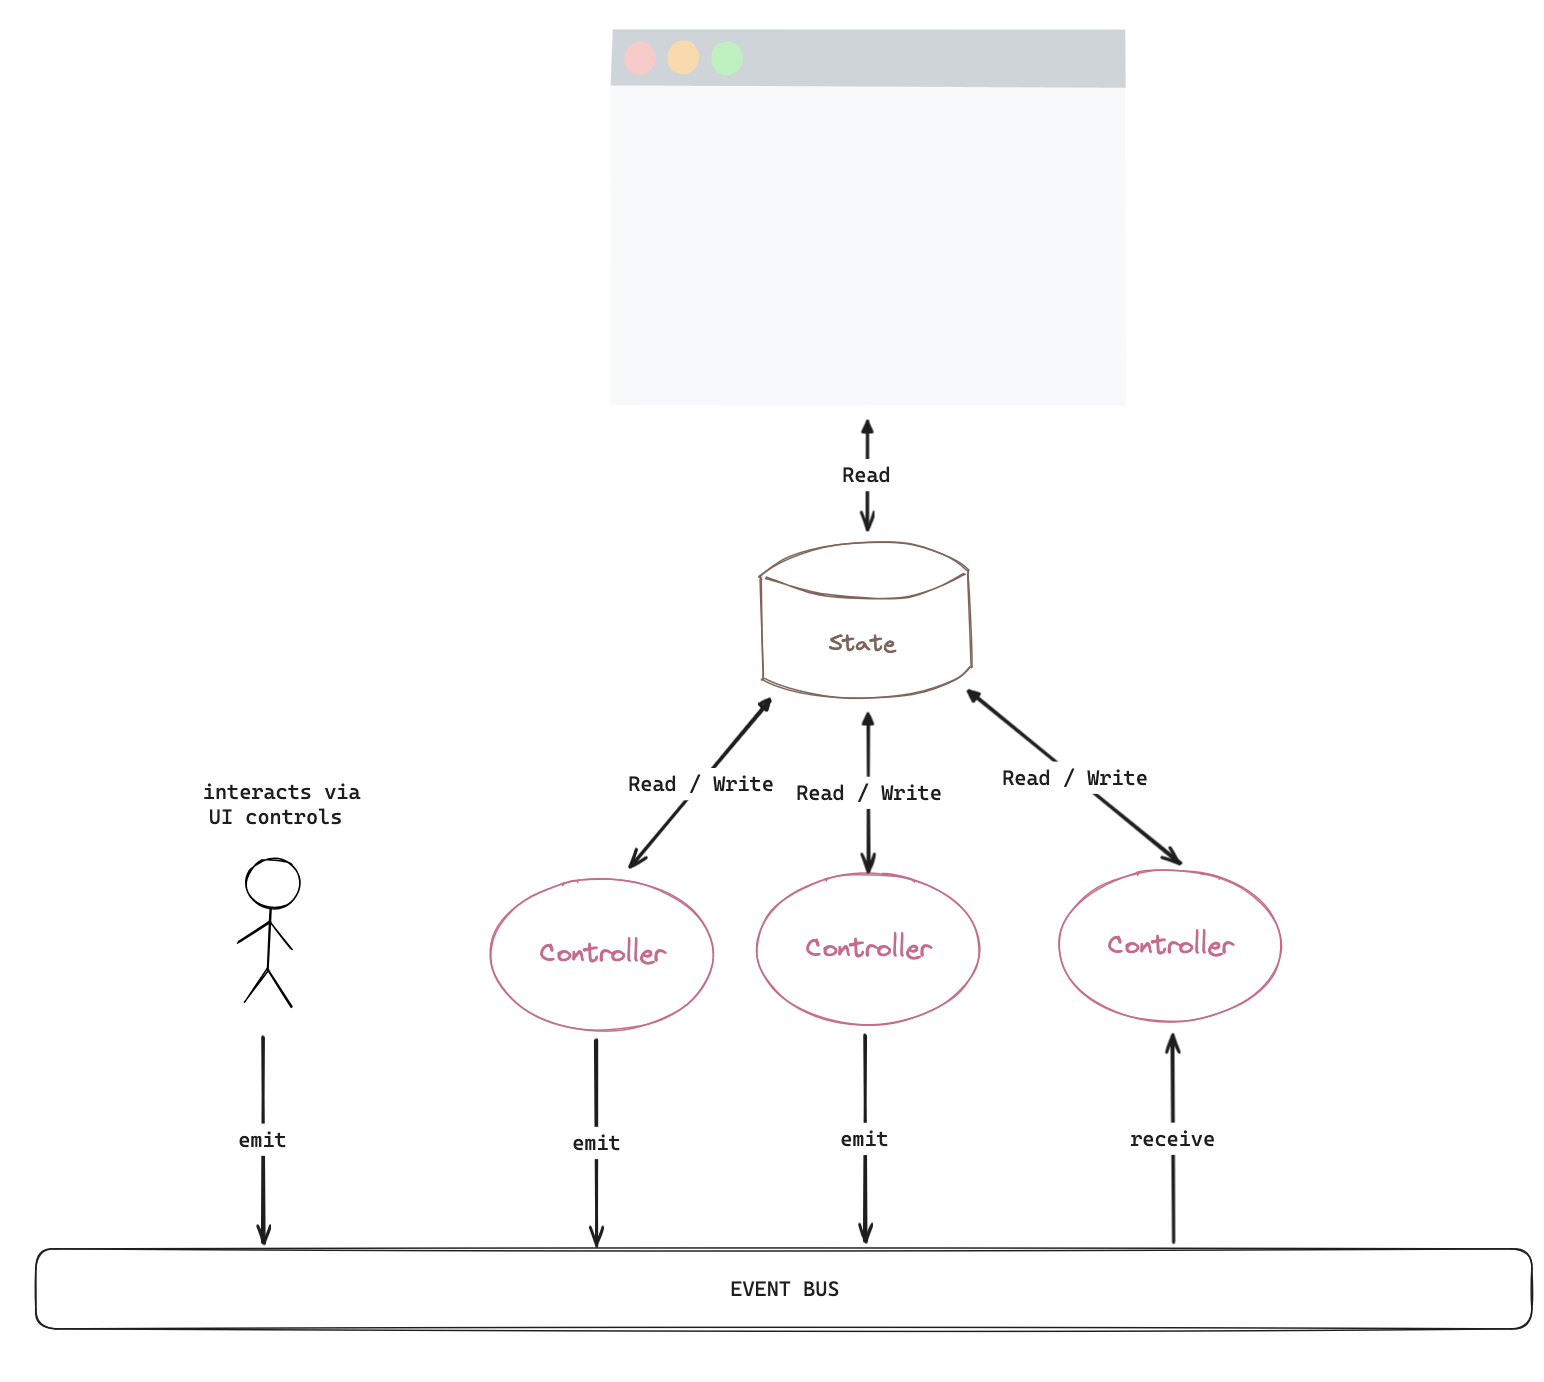 Read
State
Read / Write
Read / Write
Read / Write
interacts via
UI controls
Controller
Controller
Controller
emit
emit
emit
receive
EVENT BUS